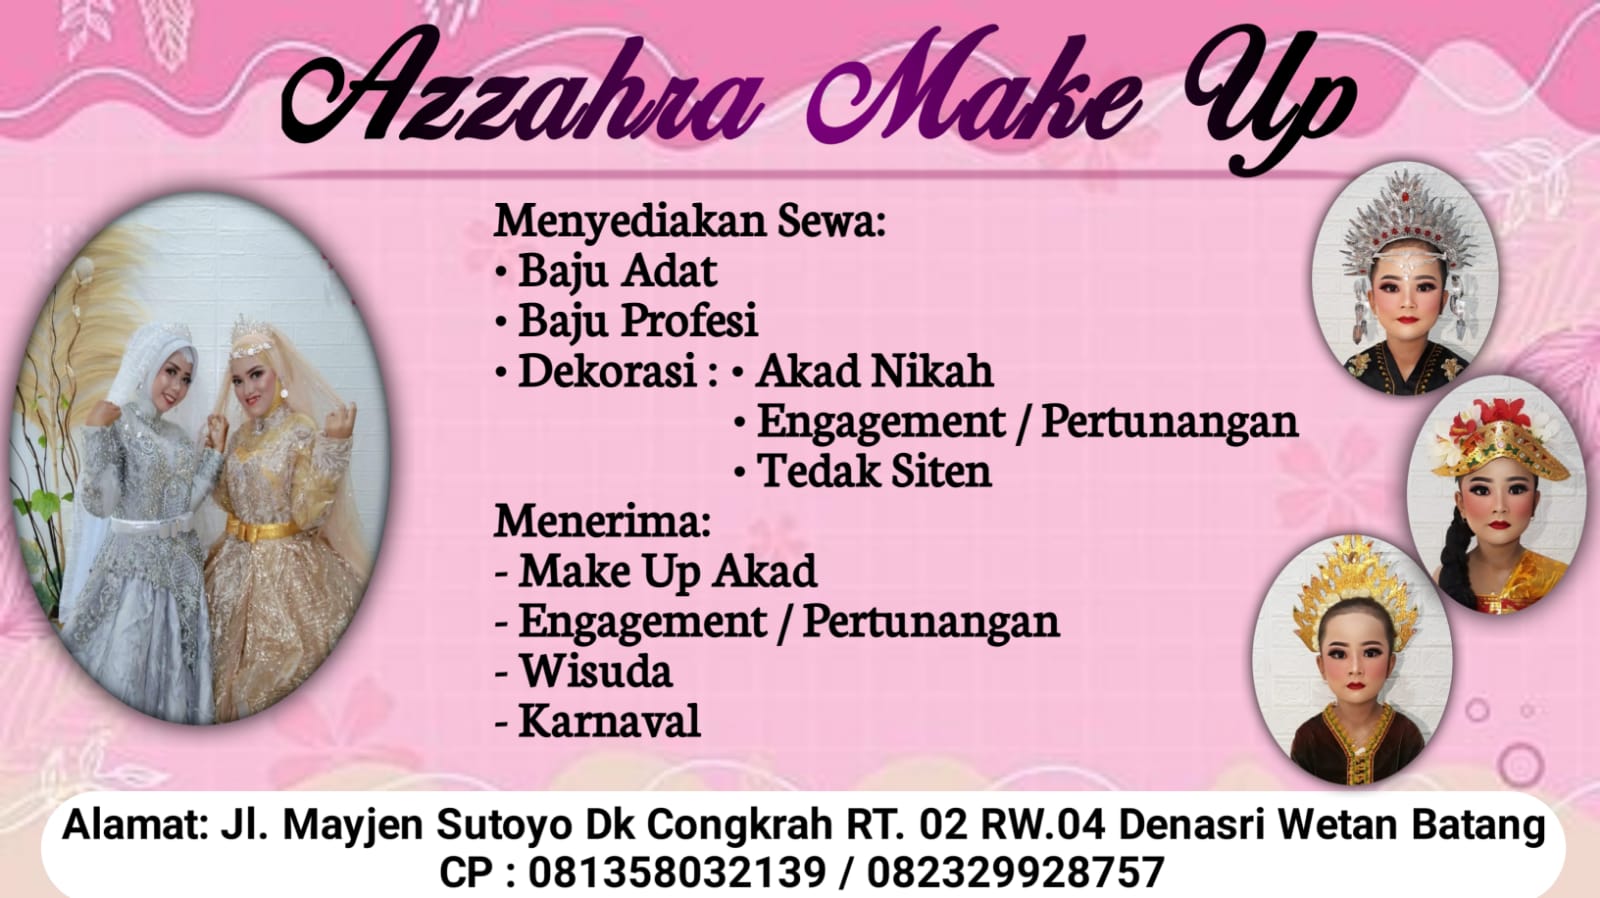 Azzahra Make Up
Menyediakan Sewa:
• Baju Adat
• Baju Profesi
• Dekorasi : • Akad Nikah
• Engagement / Pertunangan
• Tedak Siten
Menerima:
- Make Up Akad
- Engagement / Pertunangan
- Wisuda
- Karnaval
Alamat: Jl. Mayjen Sutoyo Dk Congkrah RT. 02 RW.04 Denasri Wetan Batang
CP : 081358032139 / 082329928757